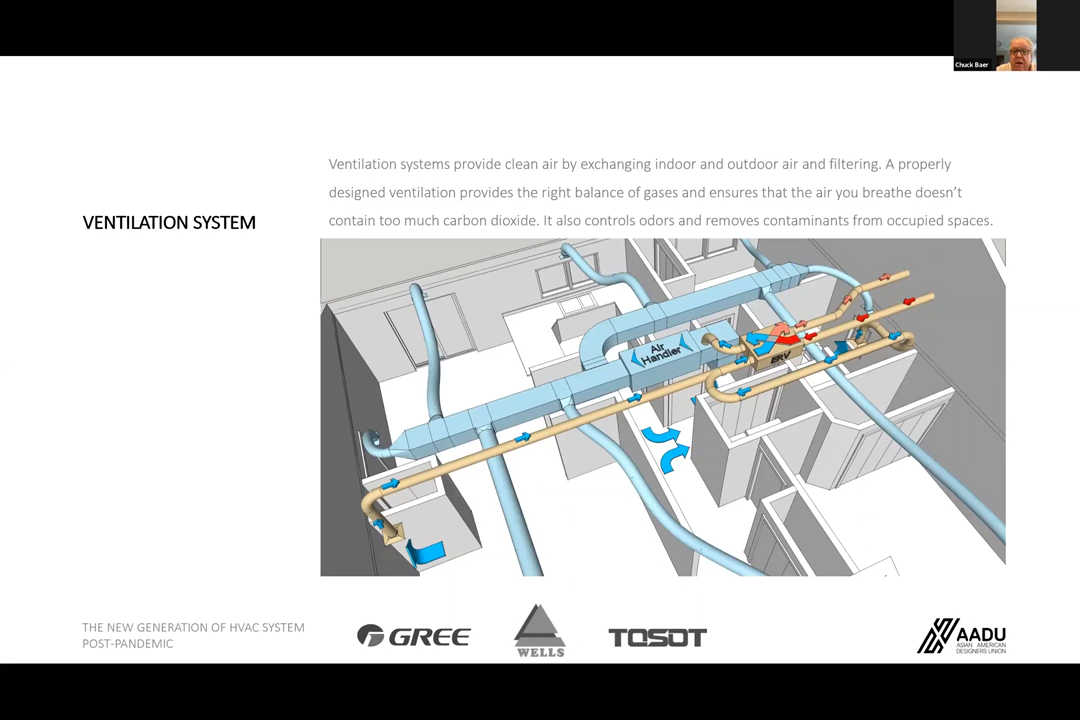 Chuck Baer
Ventilation systems provide clean air by exchanging indoor and outdoor air and filtering. A properly
designed ventilation provides the right balance of gases and ensures that the air you breathe doesn't
contain too much carbon dioxide. It also controls odors and removes contaminants from occupied spaces.
VENTILATION SYSTEM
Air
Handler
ERV
THE NEW GENERATION OF HVAC SYSTEM
POST-PANDEMIC
GREE
WELLS
TOSOT
AADU
ASIAN AMERICAN
DESIGNERS UNION